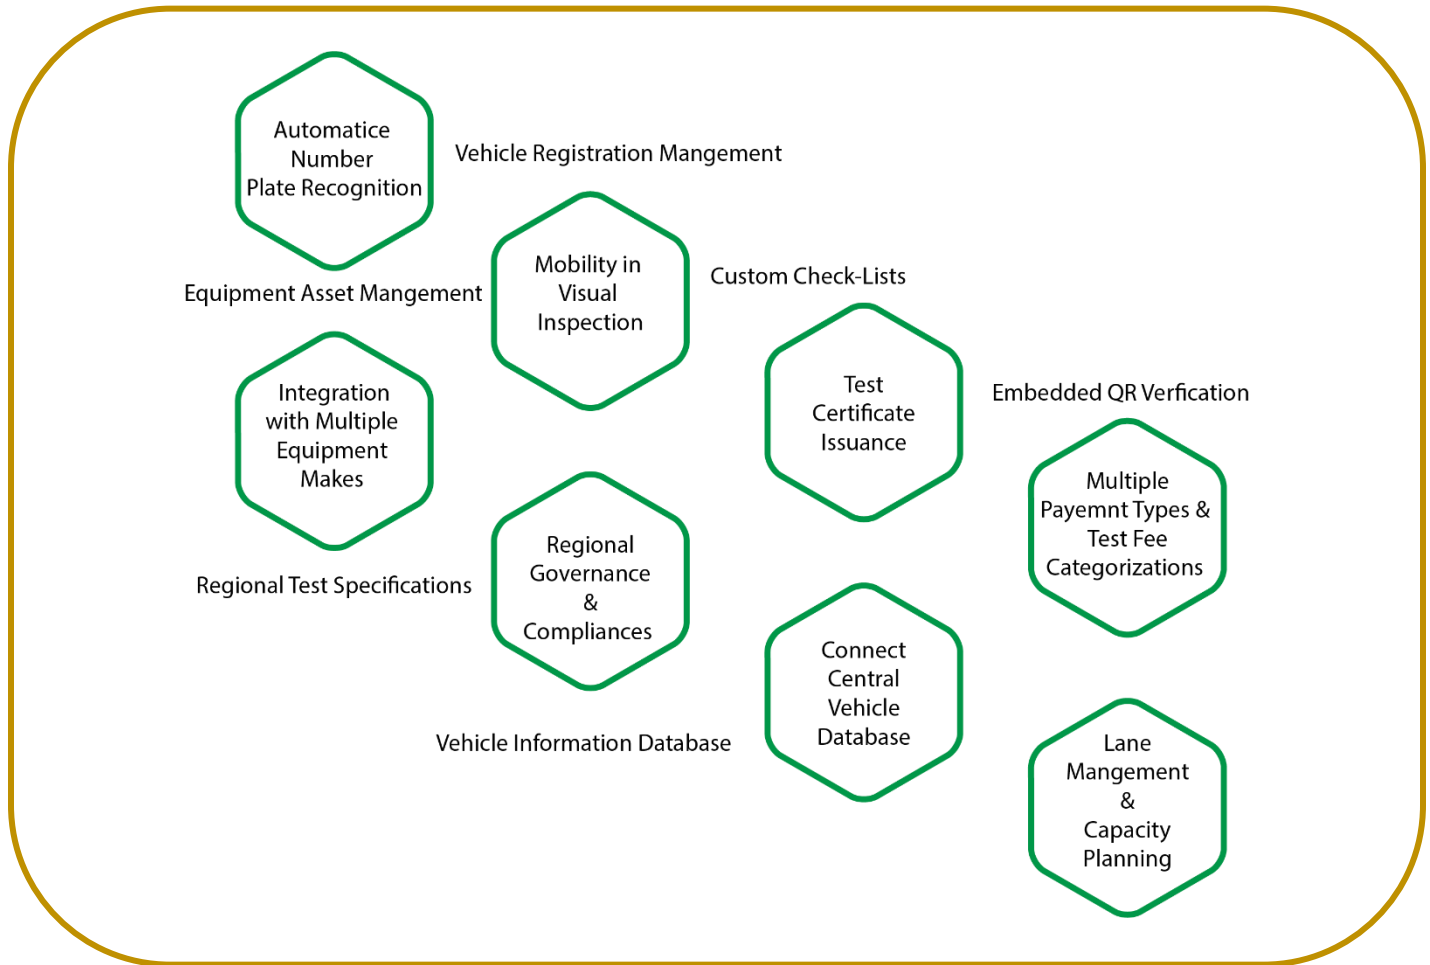 Automatice
Number
Plate Recognition
Vehicle Registration Mangement
Equipment Asset Mangement
Mobility in
Visual
Inspection
Custom Check-Lists
Integration
with Multiple
Equipment
Makes
Test
Certificate
Issuance
Embedded QR Verfication
Multiple
Payemnt Types &
Test Fee
Categorizations
Regional Test Specifications
Regional
Governance
&
Compliances
Vehicle Information Database
Connect
Central
Vehicle
Database
Lane
Mangement
&
Capacity
Planning